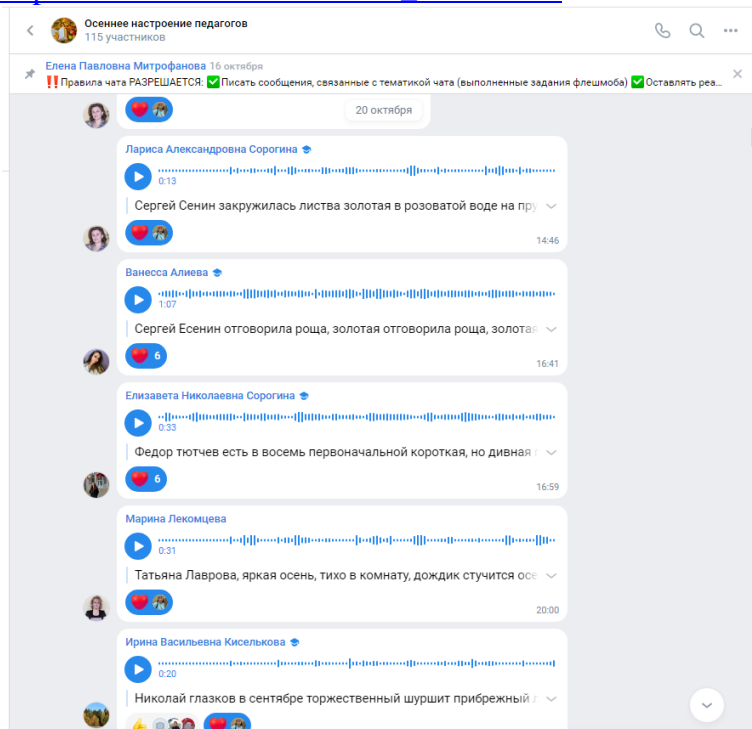 Осеннее настроение педагогов
115 участников
Елена Павловна Митрофанова 16 октября
‼️Правила чата РАЗРЕШАЕТСЯ: ✅Писать сообщения, связанные с тематикой чата (выполненные задания флешмоба) ✅Оставлять реа...
20 октября
Лариса Александровна Сорогина
0:13
Сергей Сенин закружилась листва золотая в розоватой воде на пру
14:46
Ванесса Алиева
1:07
Сергей Есенин отговорила роща, золотая отговорила роща, золотая
6
16:41
Елизавета Николаевна Сорогина
0:33
Федор тютчев есть в восемь первоначальной короткая, но дивная
6
16:59
Марина Лекомцева
0:31
Татьяна Лаврова, яркая осень, тихо в комнату, дождик стучится осе
20:00
Ирина Васильевна Киселькова
0:20
Николай глазков в сентябре торжественный шуршит прибрежный